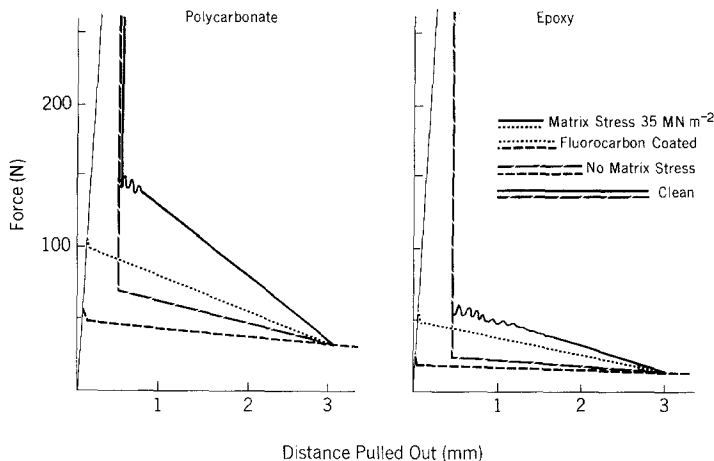 Polycarbonate
Epoxy
200
100
Force (N)
1
2
3
1
2
3
Matrix Stress 35 MN m⁻²
Fluorocarbon Coated
No Matrix Stress
Clean
Distance Pulled Out (mm)